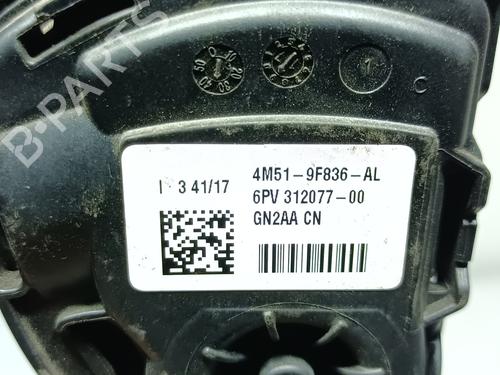 B-PARTS
C
I 3 41/17
4M51-9F836-AL
6PV 312077-00
GN2AA CN